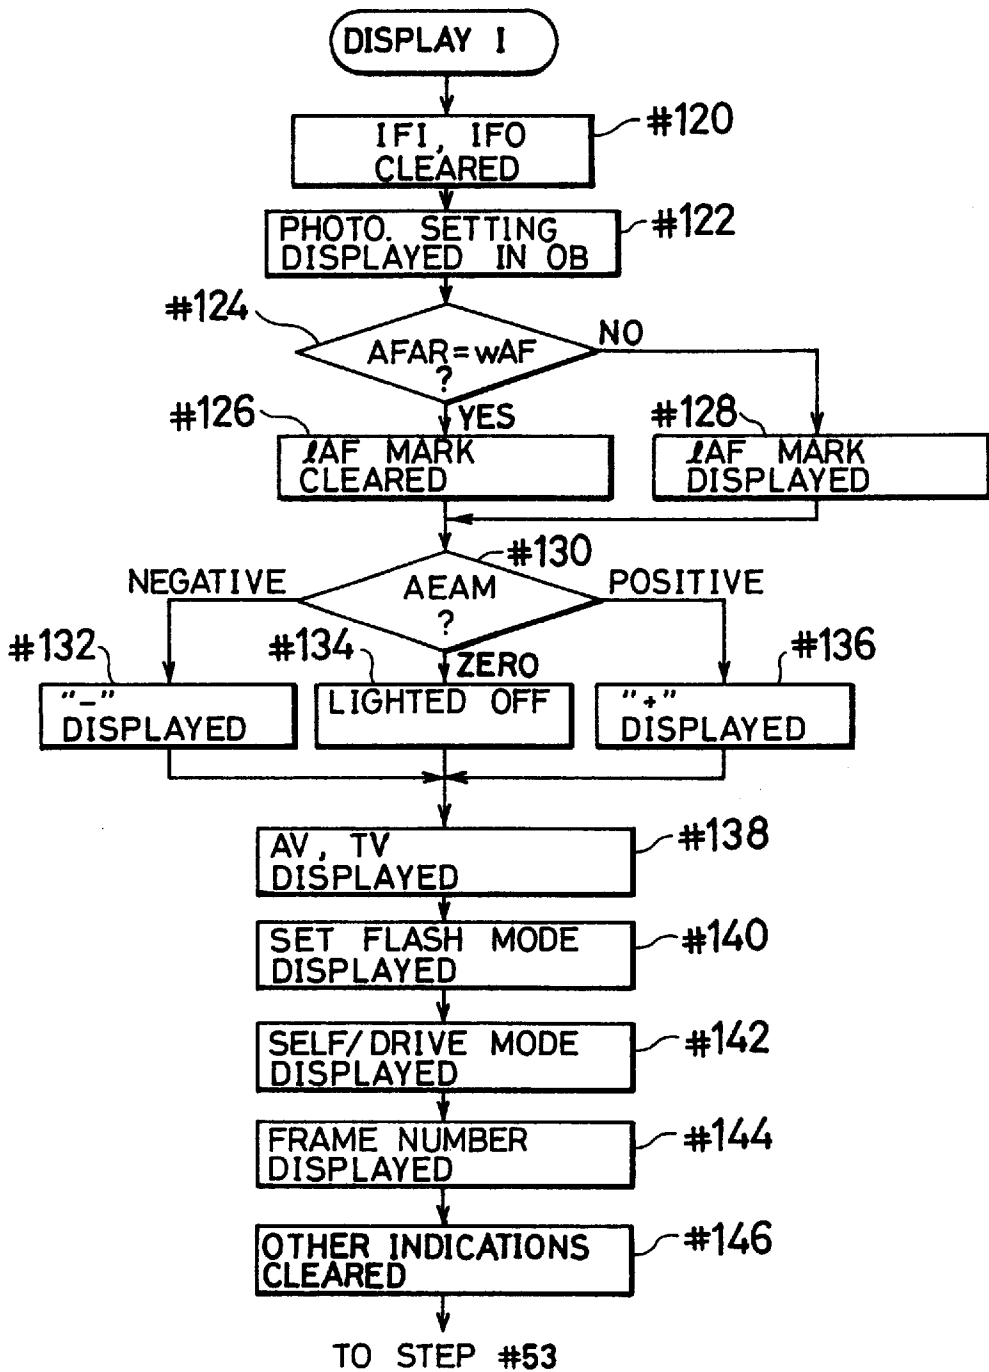 DISPLAY I
IFI, IFO
CLEARED
#120
PHOTO. SETTING
DISPLAYED IN OB
#122
#124
AFAR=wAF
?
NO
YES
#126
ℓAF MARK
CLEARED
#128
ℓAF MARK
DISPLAYED
#130
AEAM
?
NEGATIVE
POSITIVE
ZERO
#132
"-"
DISPLAYED
#134
LIGHTED OFF
#136
"+"
DISPLAYED
AV, TV
DISPLAYED
#138
SET FLASH MODE
DISPLAYED
#140
SELF/DRIVE MODE
DISPLAYED
#142
FRAME NUMBER
DISPLAYED
#144
OTHER INDICATIONS
CLEARED
#146
TO STEP #53